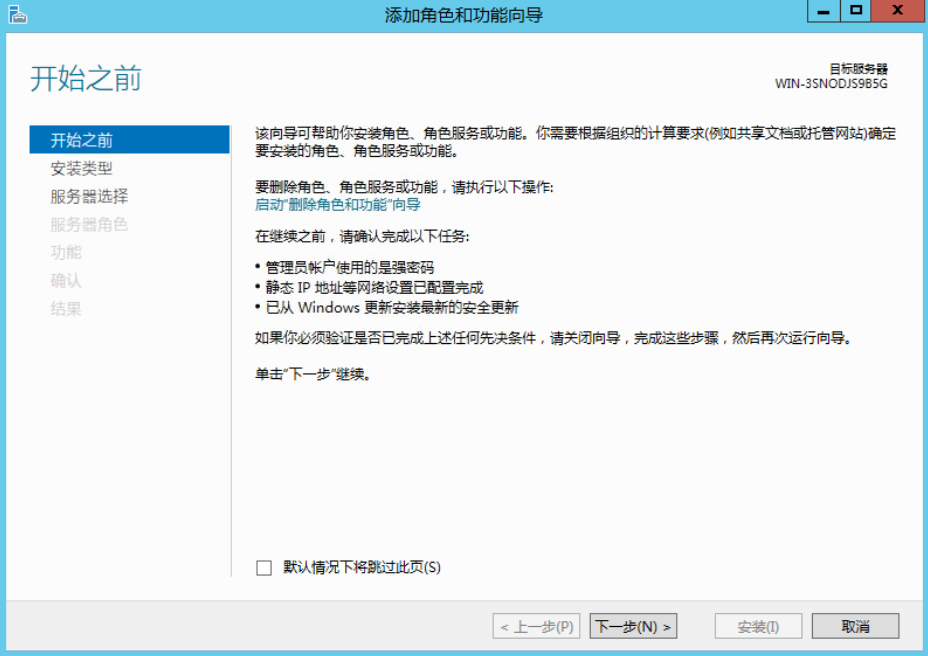 添加角色和功能向导
开始之前
目标服务器
WIN-3SNODJS9B5G
开始之前
安装类型
服务器选择
服务器角色
功能
确认
结果
该向导可帮助你安装角色、角色服务或功能。你需要根据组织的计算要求(例如共享文档或托管网站)确定
要安装的角色、角色服务或功能。
要删除角色、角色服务或功能，请执行以下操作:
启动"删除角色和功能"向导
在继续之前，请确认完成以下任务:
• 管理员帐户使用的是强密码
• 静态 IP 地址等网络设置已配置完成
• 已从 Windows 更新安装最新的安全更新
如果你必须验证是否已完成上述任何先决条件，请关闭向导，完成这些步骤，然后再次运行向导。
单击"下一步"继续。
默认情况下将跳过此页(S)
< 上一步(P)
下一步(N) >
安装(I)
取消